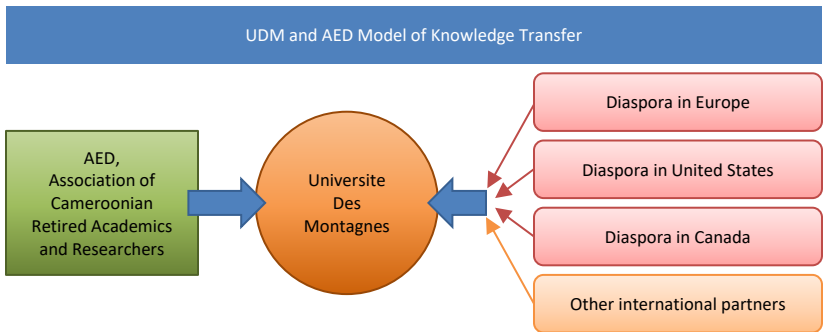 UDM and AED Model of Knowledge Transfer
AED,
Association of
Cameroonian
Retired Academics
and Researchers
Universite
Des
Montagnes
Diaspora in Europe
Diaspora in United States
Diaspora in Canada
Other international partners